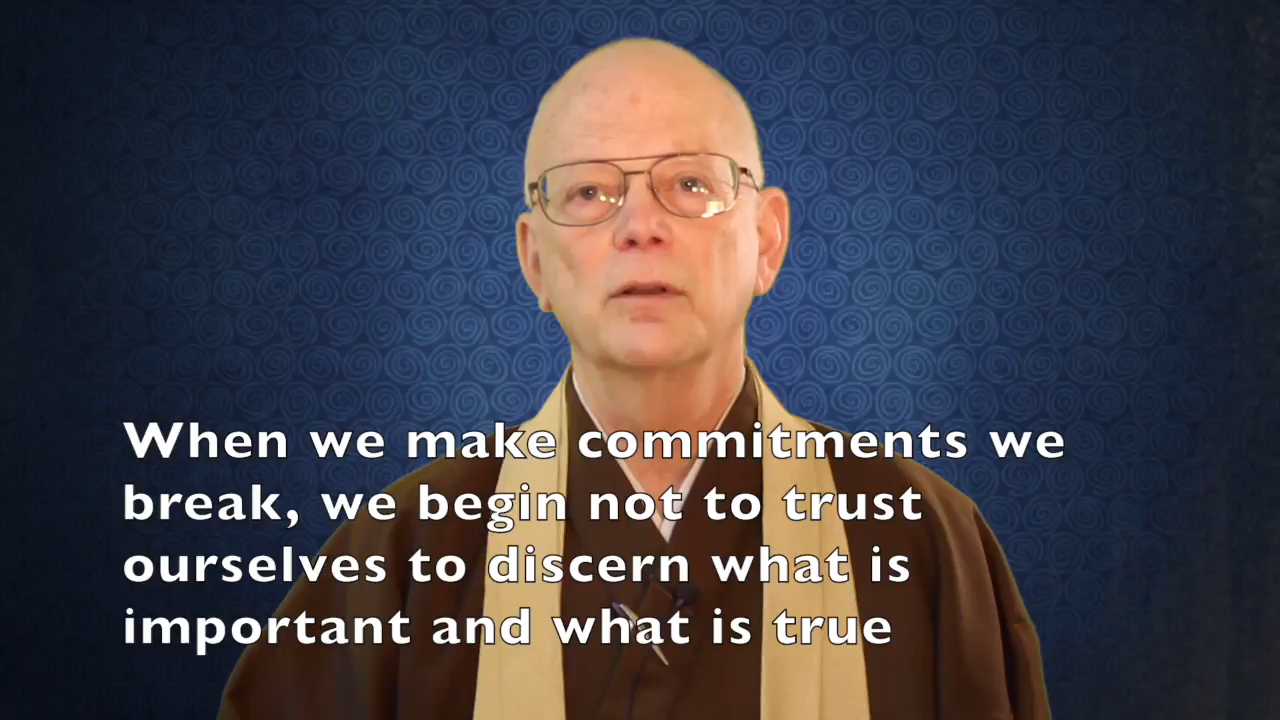 When we make commitments we
break, we begin not to trust
ourselves to discern what is
important and what is true